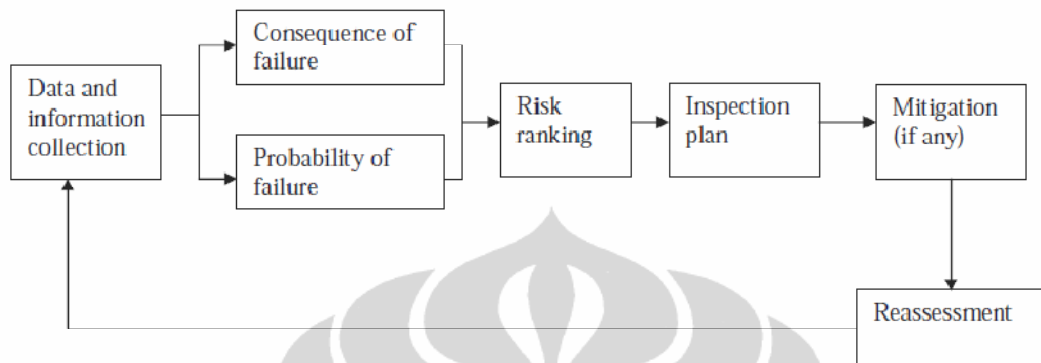 Data and
information
collection
Consequence of
failure
Probability of
failure
Risk
ranking
Inspection
plan
Mitigation
(if any)
Reassessment